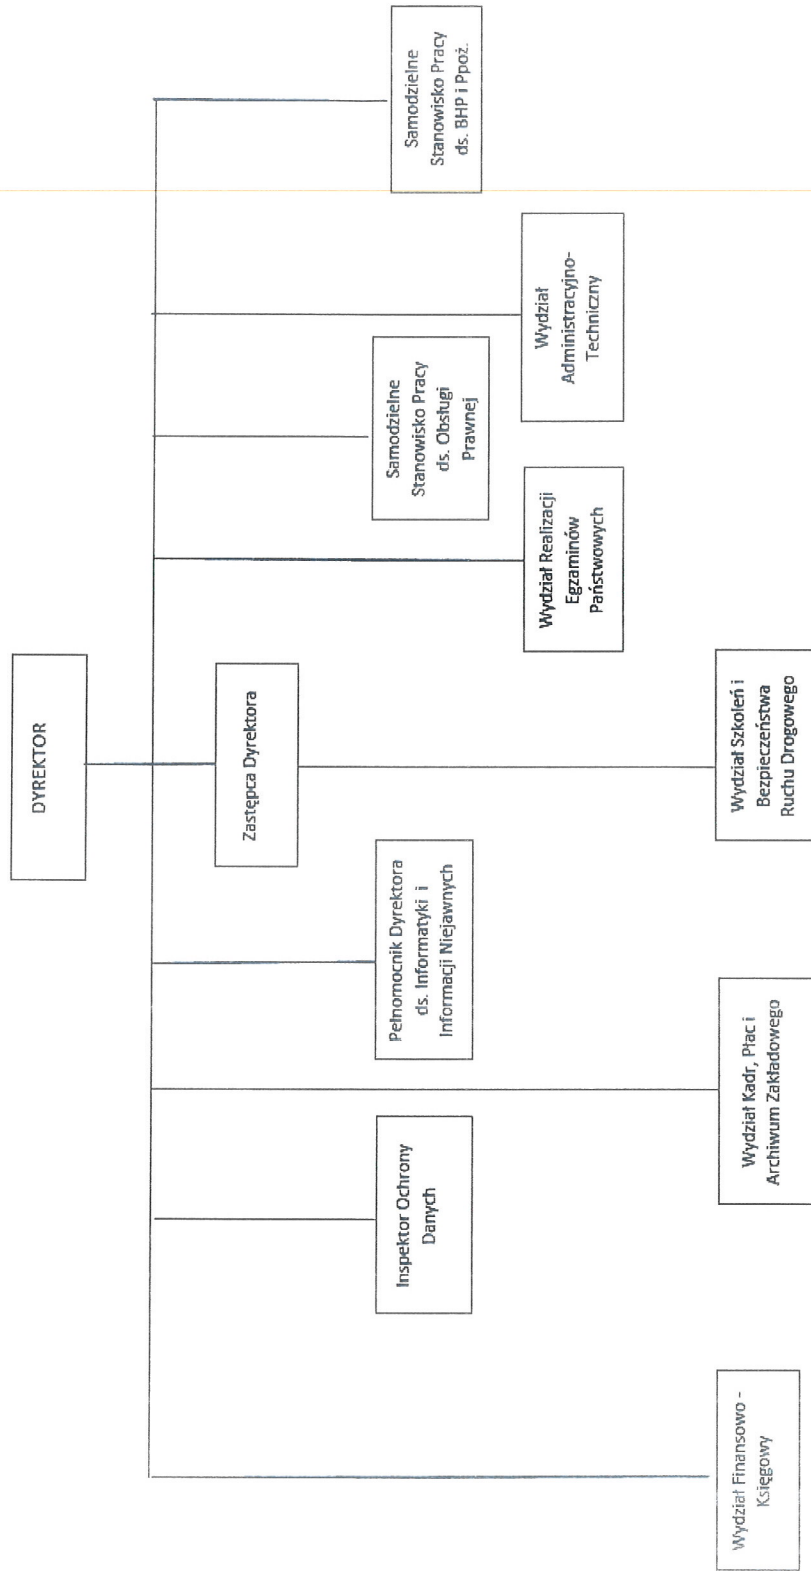 DYREKTOR
Zastępca Dyrektora
Inspektor Ochrony
Danych
Pełnomocnik Dyrektora
ds. Informatyki i
Informacji Niejawnych
Samodzielne
Stanowisko Pracy
ds. Obsługi
Prawnej
Samodzielne
Stanowisko Pracy
ds. BHP i Ppoż.
Wydział Realizacji
Egzaminów
Państwowych
Wydział
Administracyjno-
Techniczny
Wydział Finansowo -
Księgowy
Wydział Kadr, Płac i
Archiwum Zakładowego
Wydział Szkoleń i
Bezpieczeństwa
Ruchu Drogowego